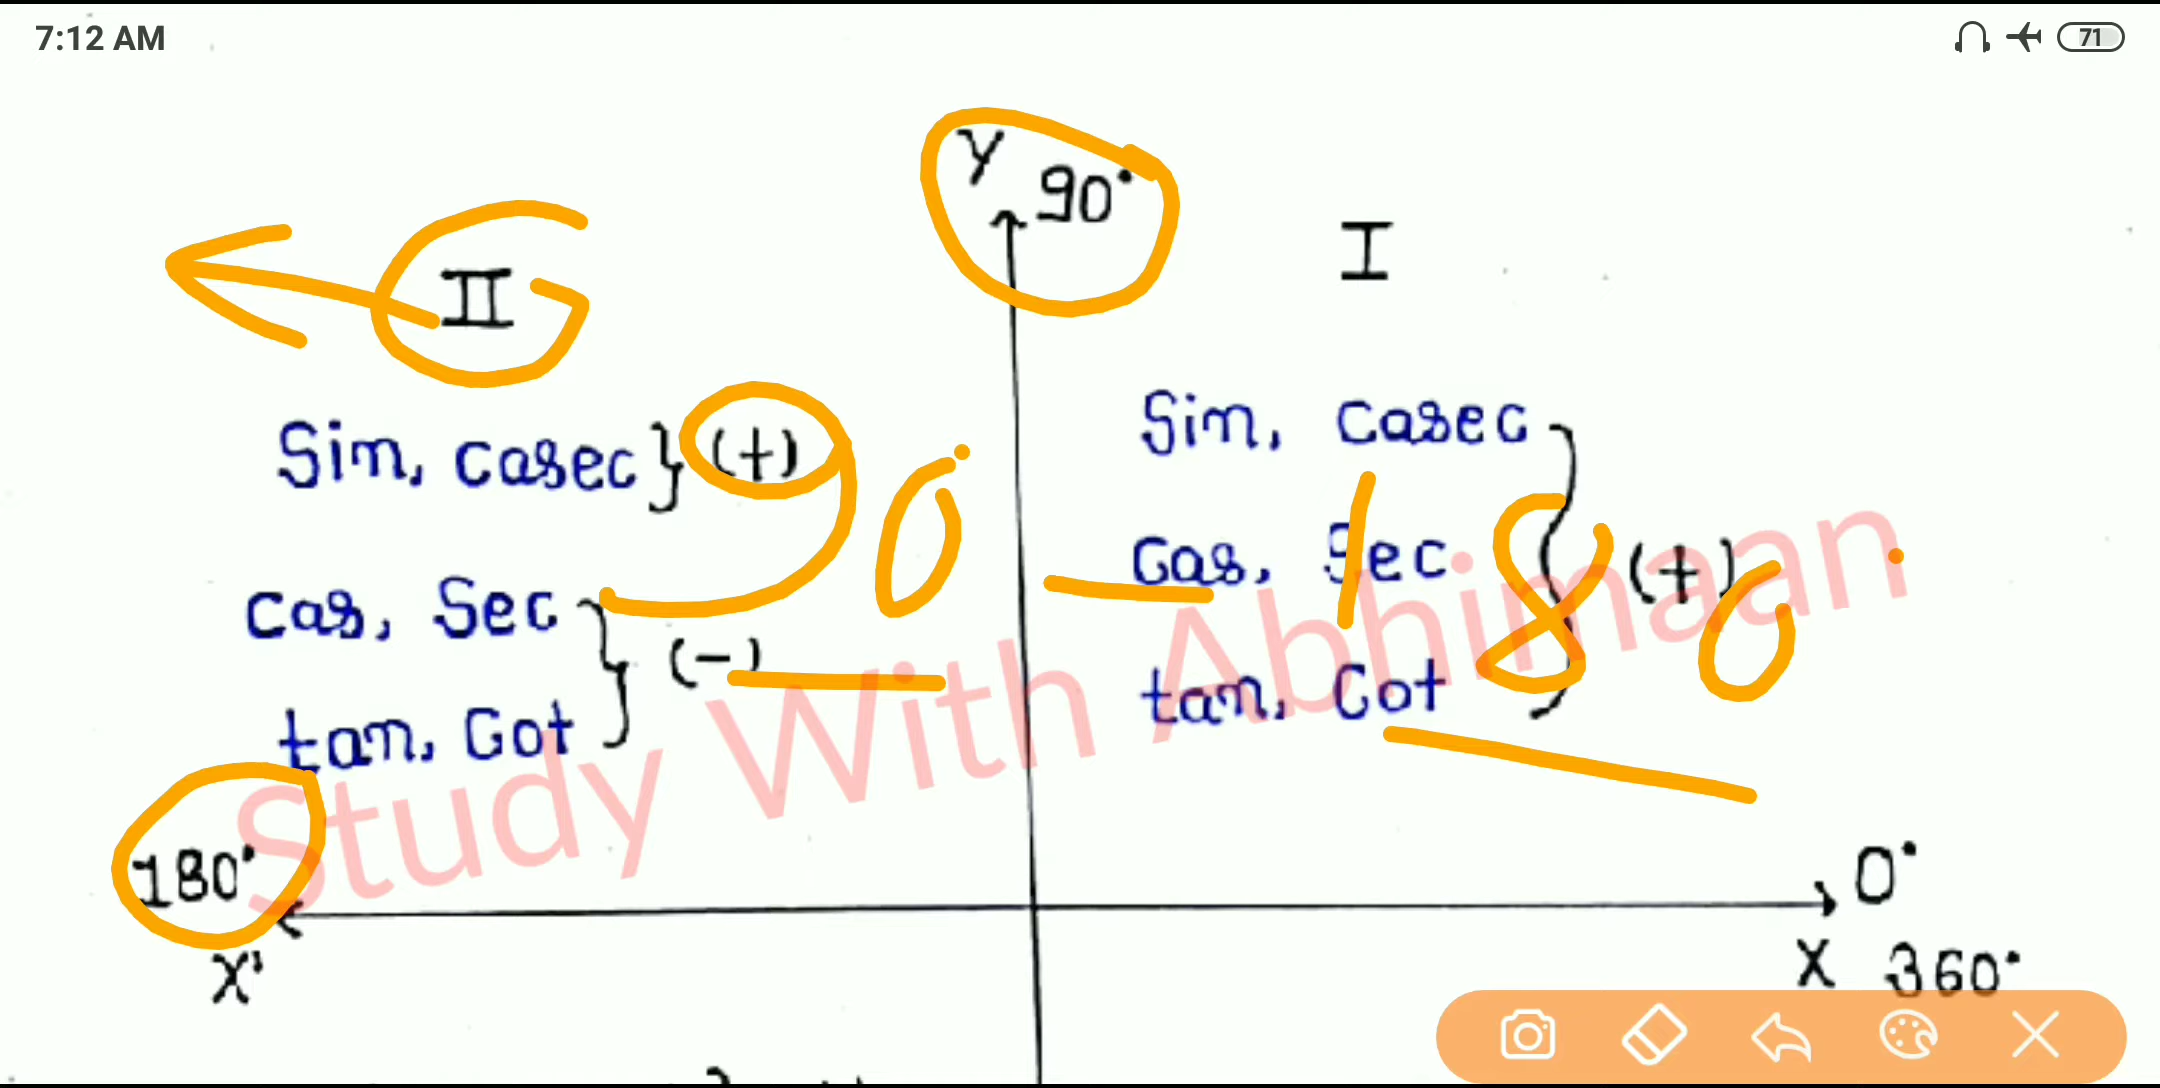 7:12 AM
71
Y
90°
II
I
Sin, cosec } (+)
Sin, cosec
cos, Sec
(+)
cos, Sec
(-)
tan, Cot
tan, Cot
90°
180°
Study With Abhimaan
180°
0°
X'
X
360°